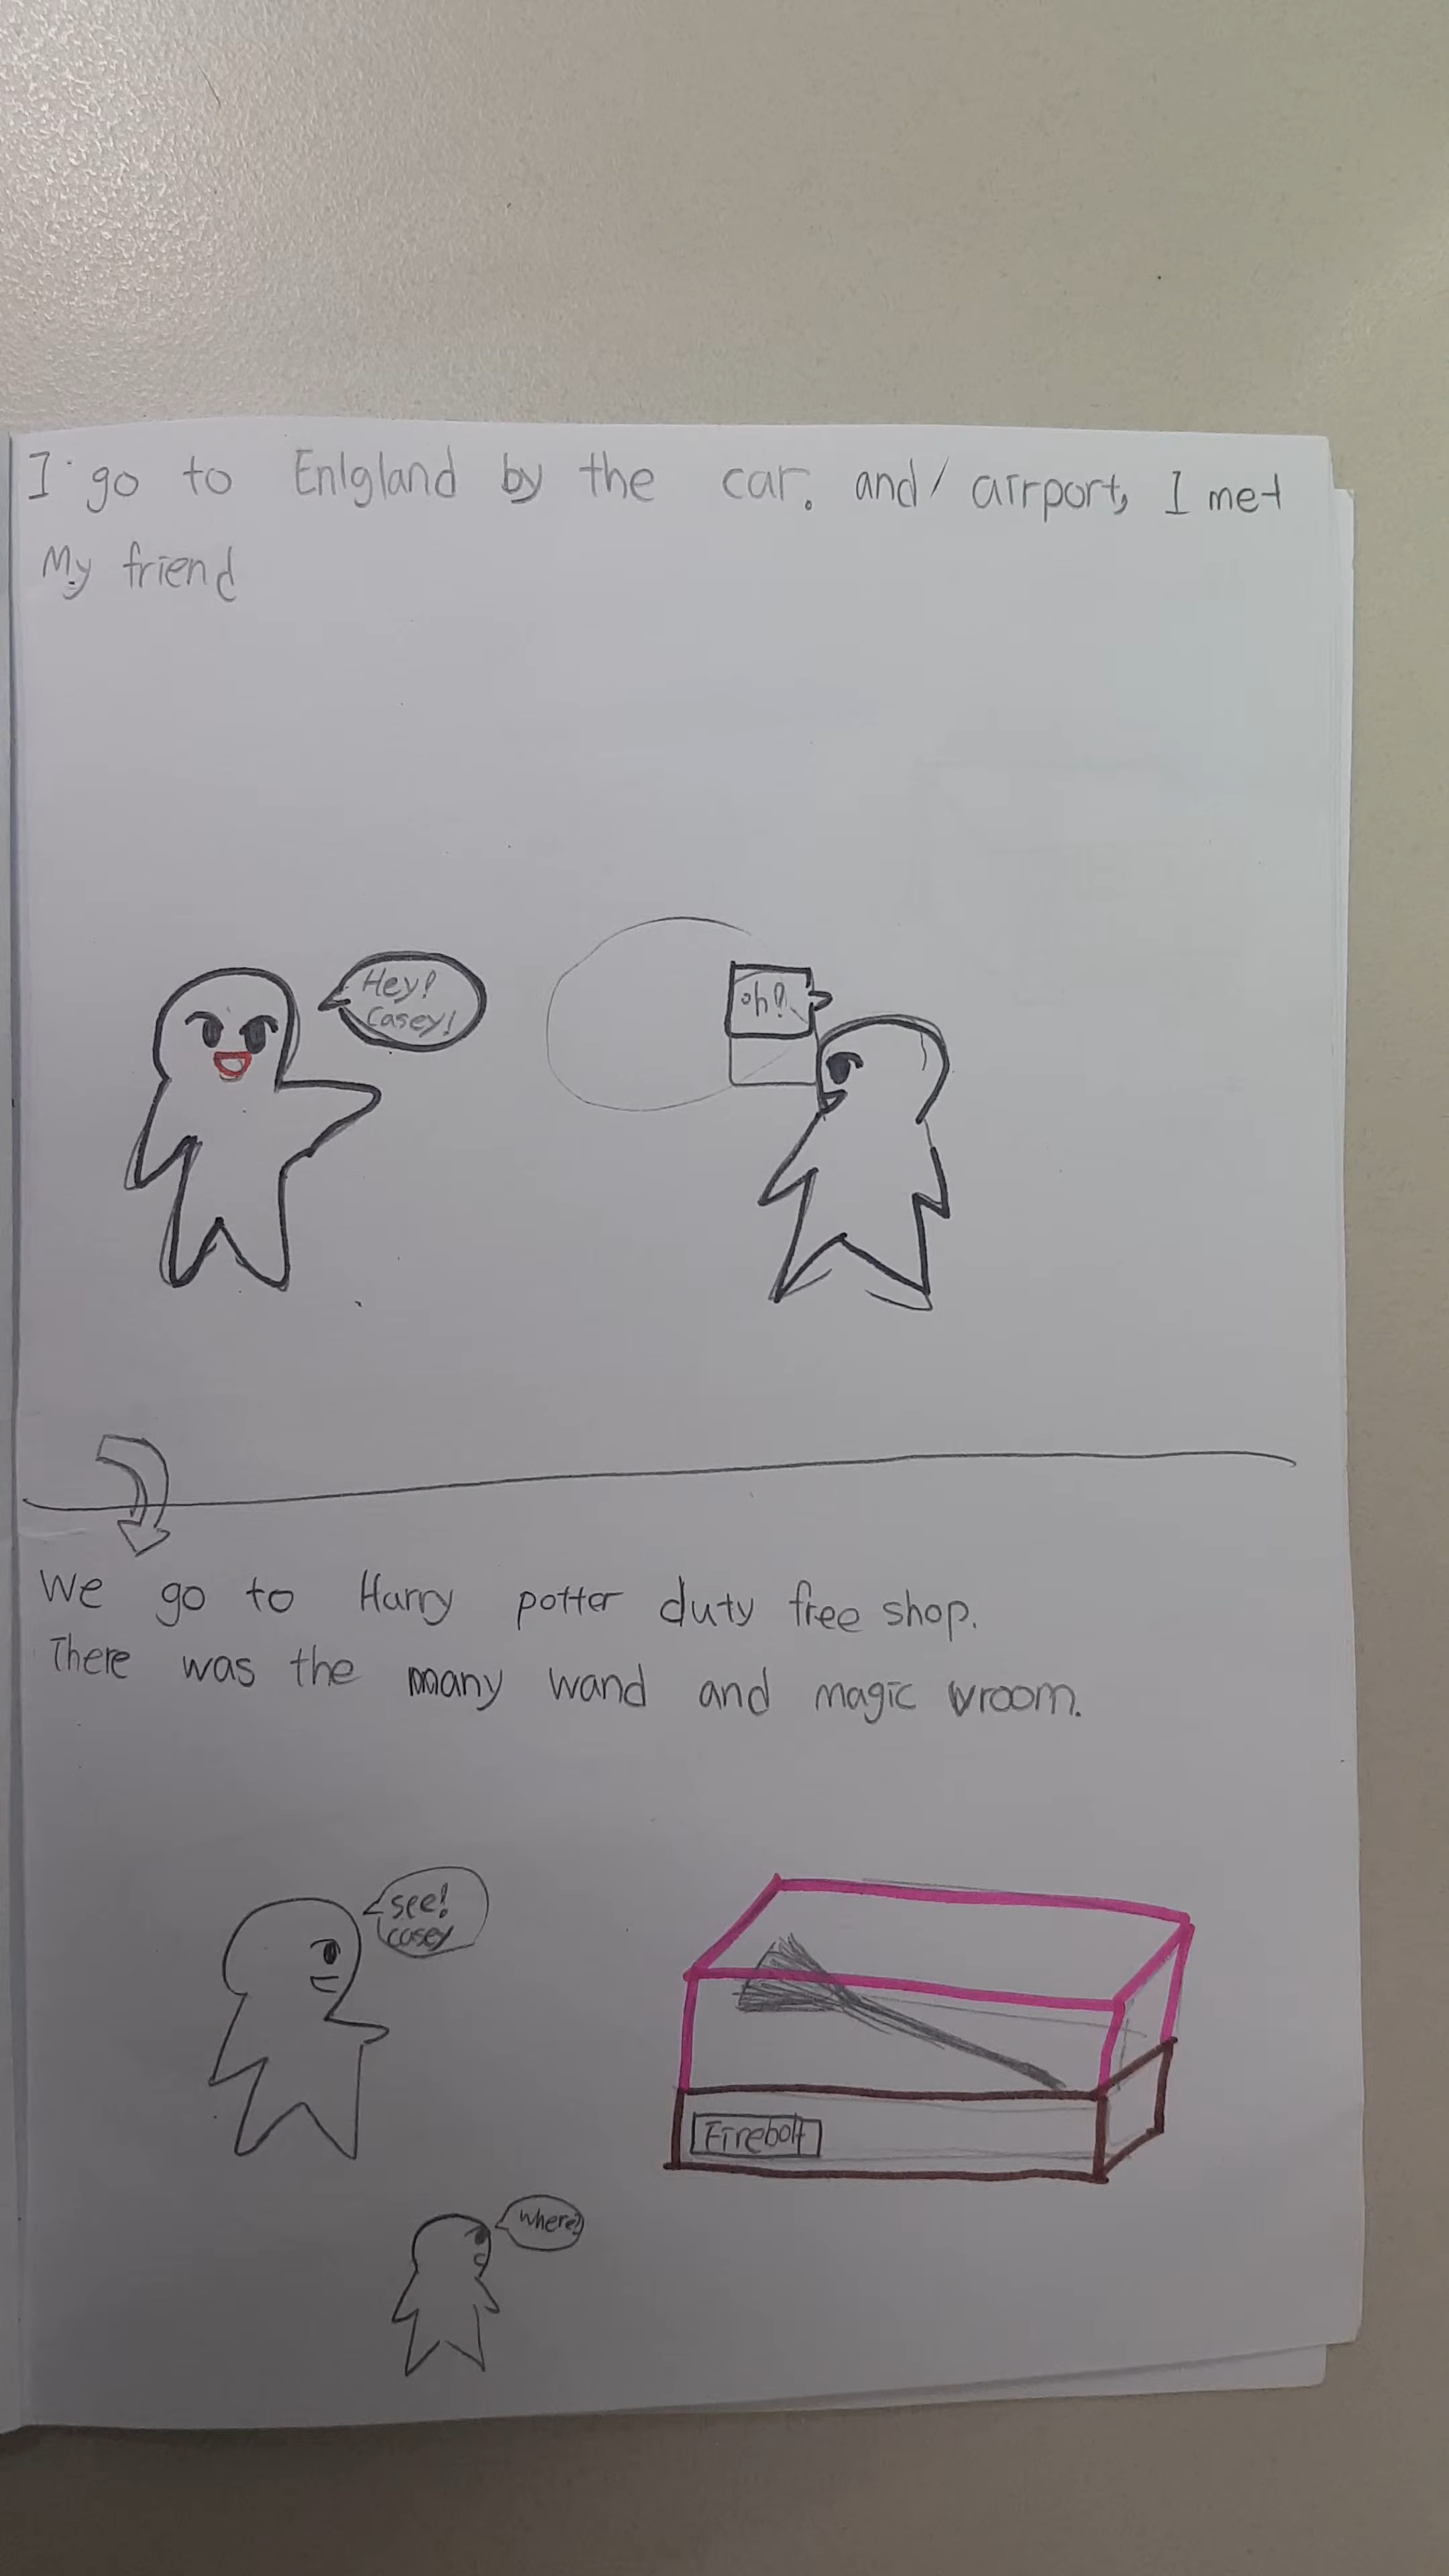 I go to Enlgland by the car. and/ airport, I met
My friend
Hey!
Casey!
oh?
We go to Harry potter duty free shop.
There was the many wand and magic vroom.
see!
casey
Firebolt
where?